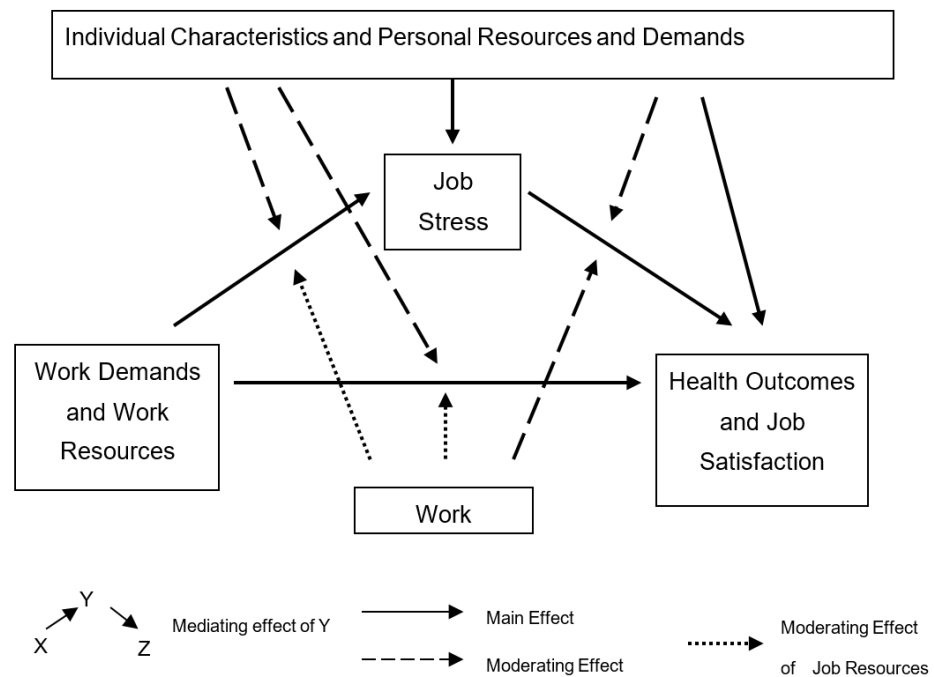 Individual Characteristics and Personal Resources and Demands
Job
Stress
Work Demands
and Work
Resources
Health Outcomes
and Job
Satisfaction
Work
Y
X
Z
Mediating effect of Y
Main Effect
Moderating Effect
Moderating Effect
of Job Resources